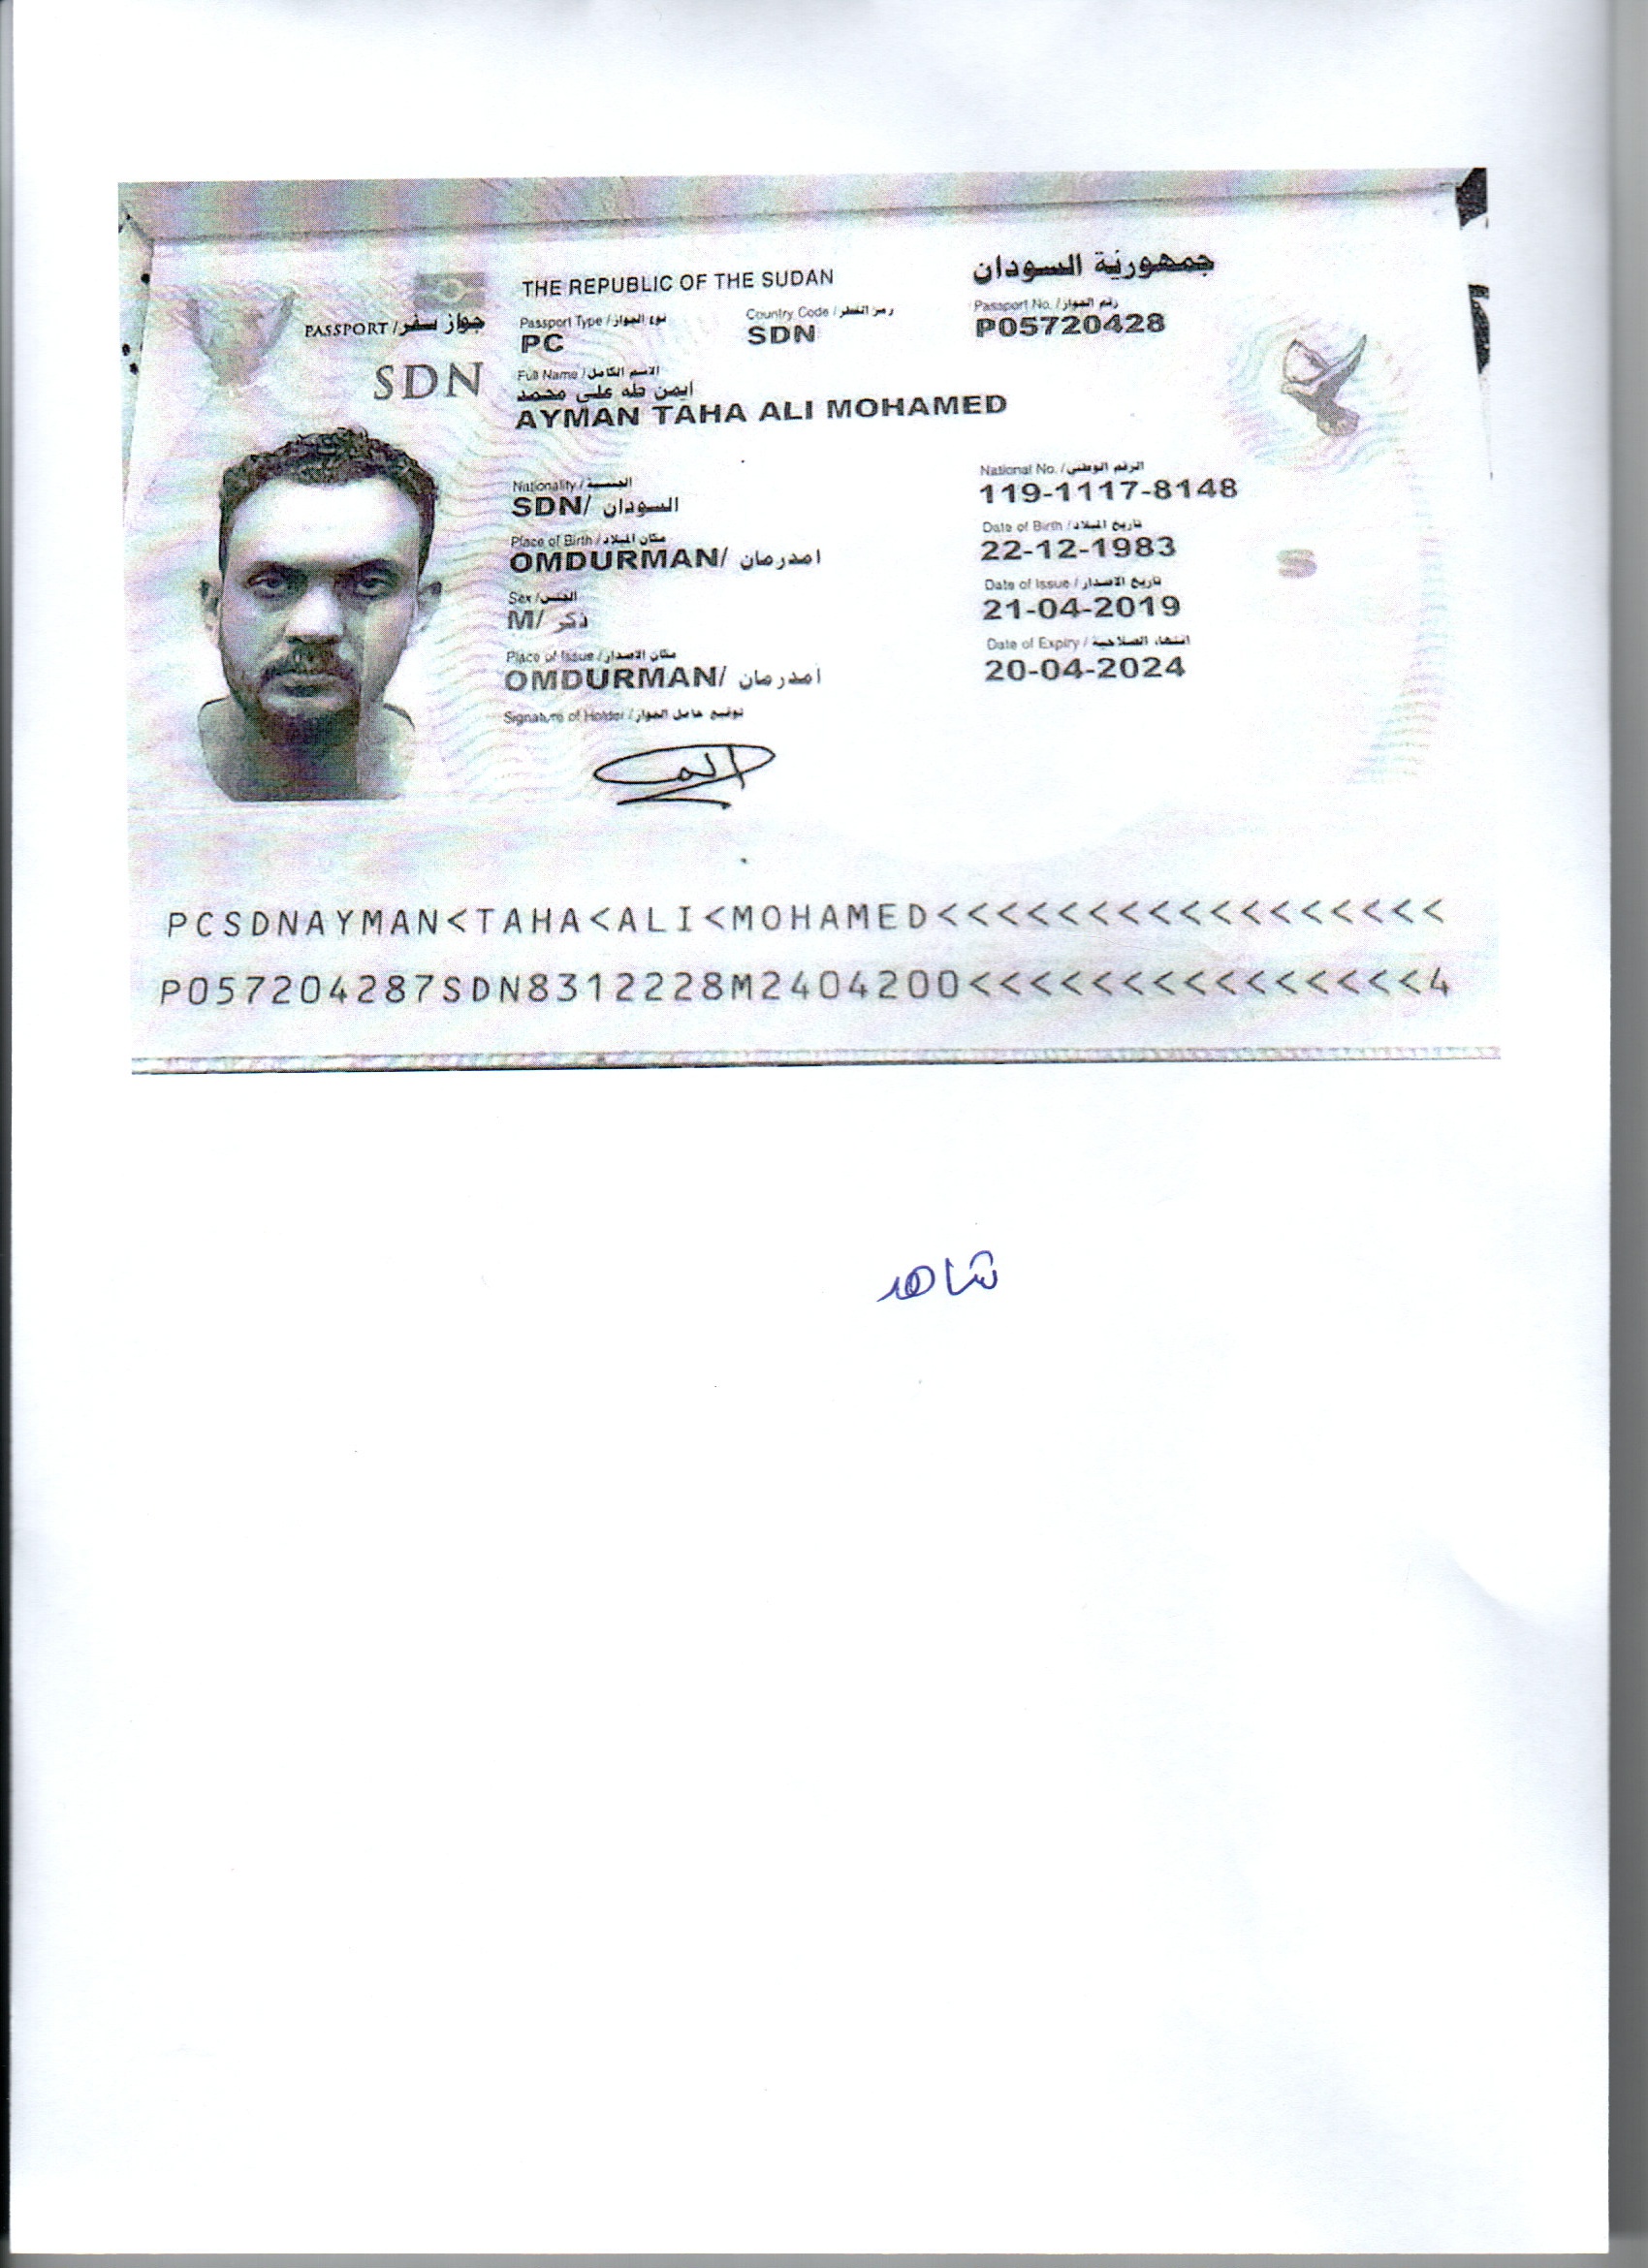 THE REPUBLIC OF THE SUDAN جمهورية السودان
PASSPORT / جواز سفر
Passport Type / نوع الجواز Country Code / رمز القطر Passport No. / رقم الجواز
PC SDN P05720428
SDN
Full Name / الاسم الكامل
ايمن طه على محمد
AYMAN TAHA ALI MOHAMED
Nationality / الجنسية National No. / الرقم الوطني
SDN/ السودان 119-1117-8148
Place of Birth / مكان الميلاد Date of Birth / تاريخ الميلاد
OMDURMAN/ امدرمان 22-12-1983
Sex / الجنس Date of Issue / تاريخ الاصدار
M/ ذكر 21-04-2019
Place of Issue / مكان الاصدار Date of Expiry / انتهاء الصلاحية
OMDURMAN/ امدرمان 20-04-2024
Signature of Holder / توقيع حامل الجواز
S
PCSDNAYMAN<TAHA<ALI<MOHAMED<<<<<<<<<<<<<<<<<
P057204287SDN8312228M2404200<<<<<<<<<<<<<<<4
شاهد